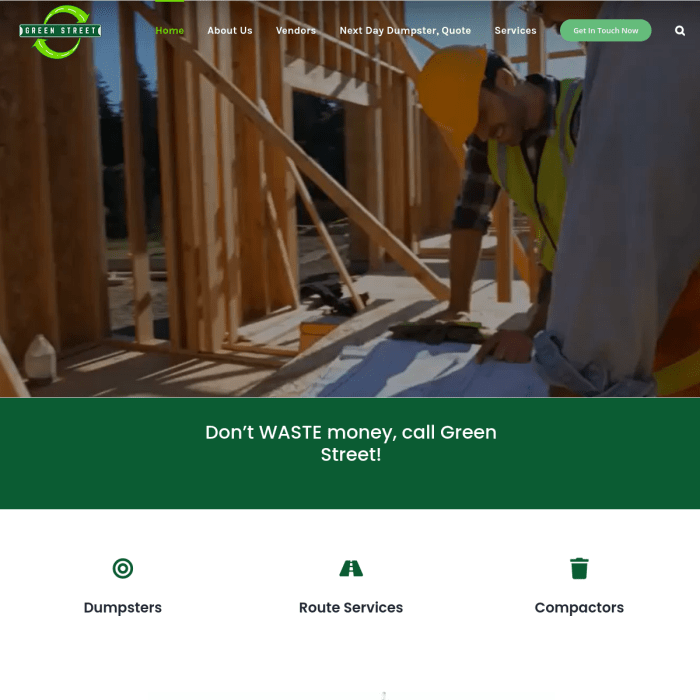 GREEN STREET
Home
About Us
Vendors
Next Day Dumpster, Quote
Services
Get In Touch Now
Don't WASTE money, call Green
Street!
Dumpsters
Route Services
Compactors